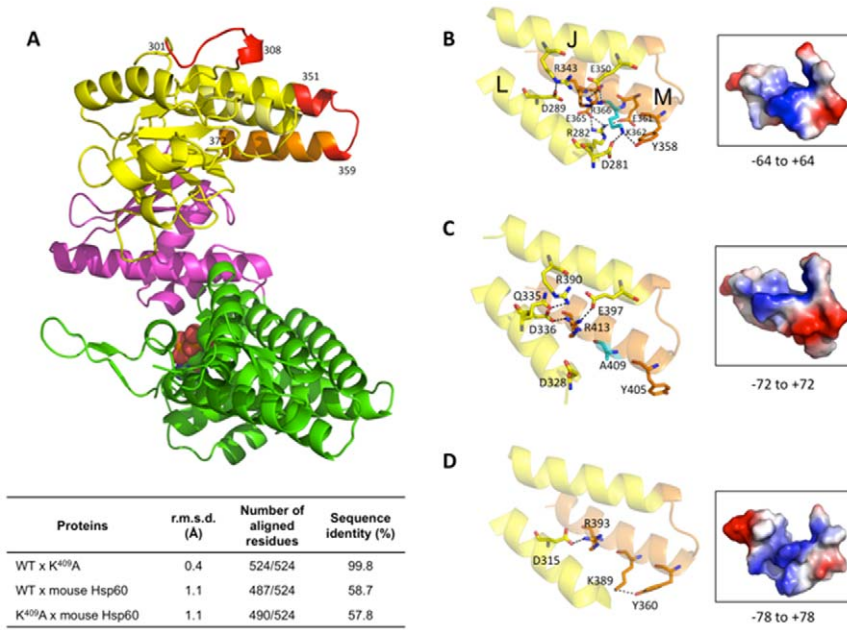 A
301
308
351
372
359
B
J
L
M
R343
E350
D289
R366
E365
E361
R282
K362
D281
Y358
-64 to +64
C
R390
Q335
E397
D336
R413
A409
D328
Y405
-72 to +72
D
R393
D315
K389
Y360
-78 to +78
Proteins r.m.s.d. (Å) Number of aligned residues Sequence identity (%)
WT x K⁴⁰⁹A 0.4 524/524 99.8
WT x mouse Hsp60 1.1 487/524 58.7
K⁴⁰⁹A x mouse Hsp60 1.1 490/524 57.8